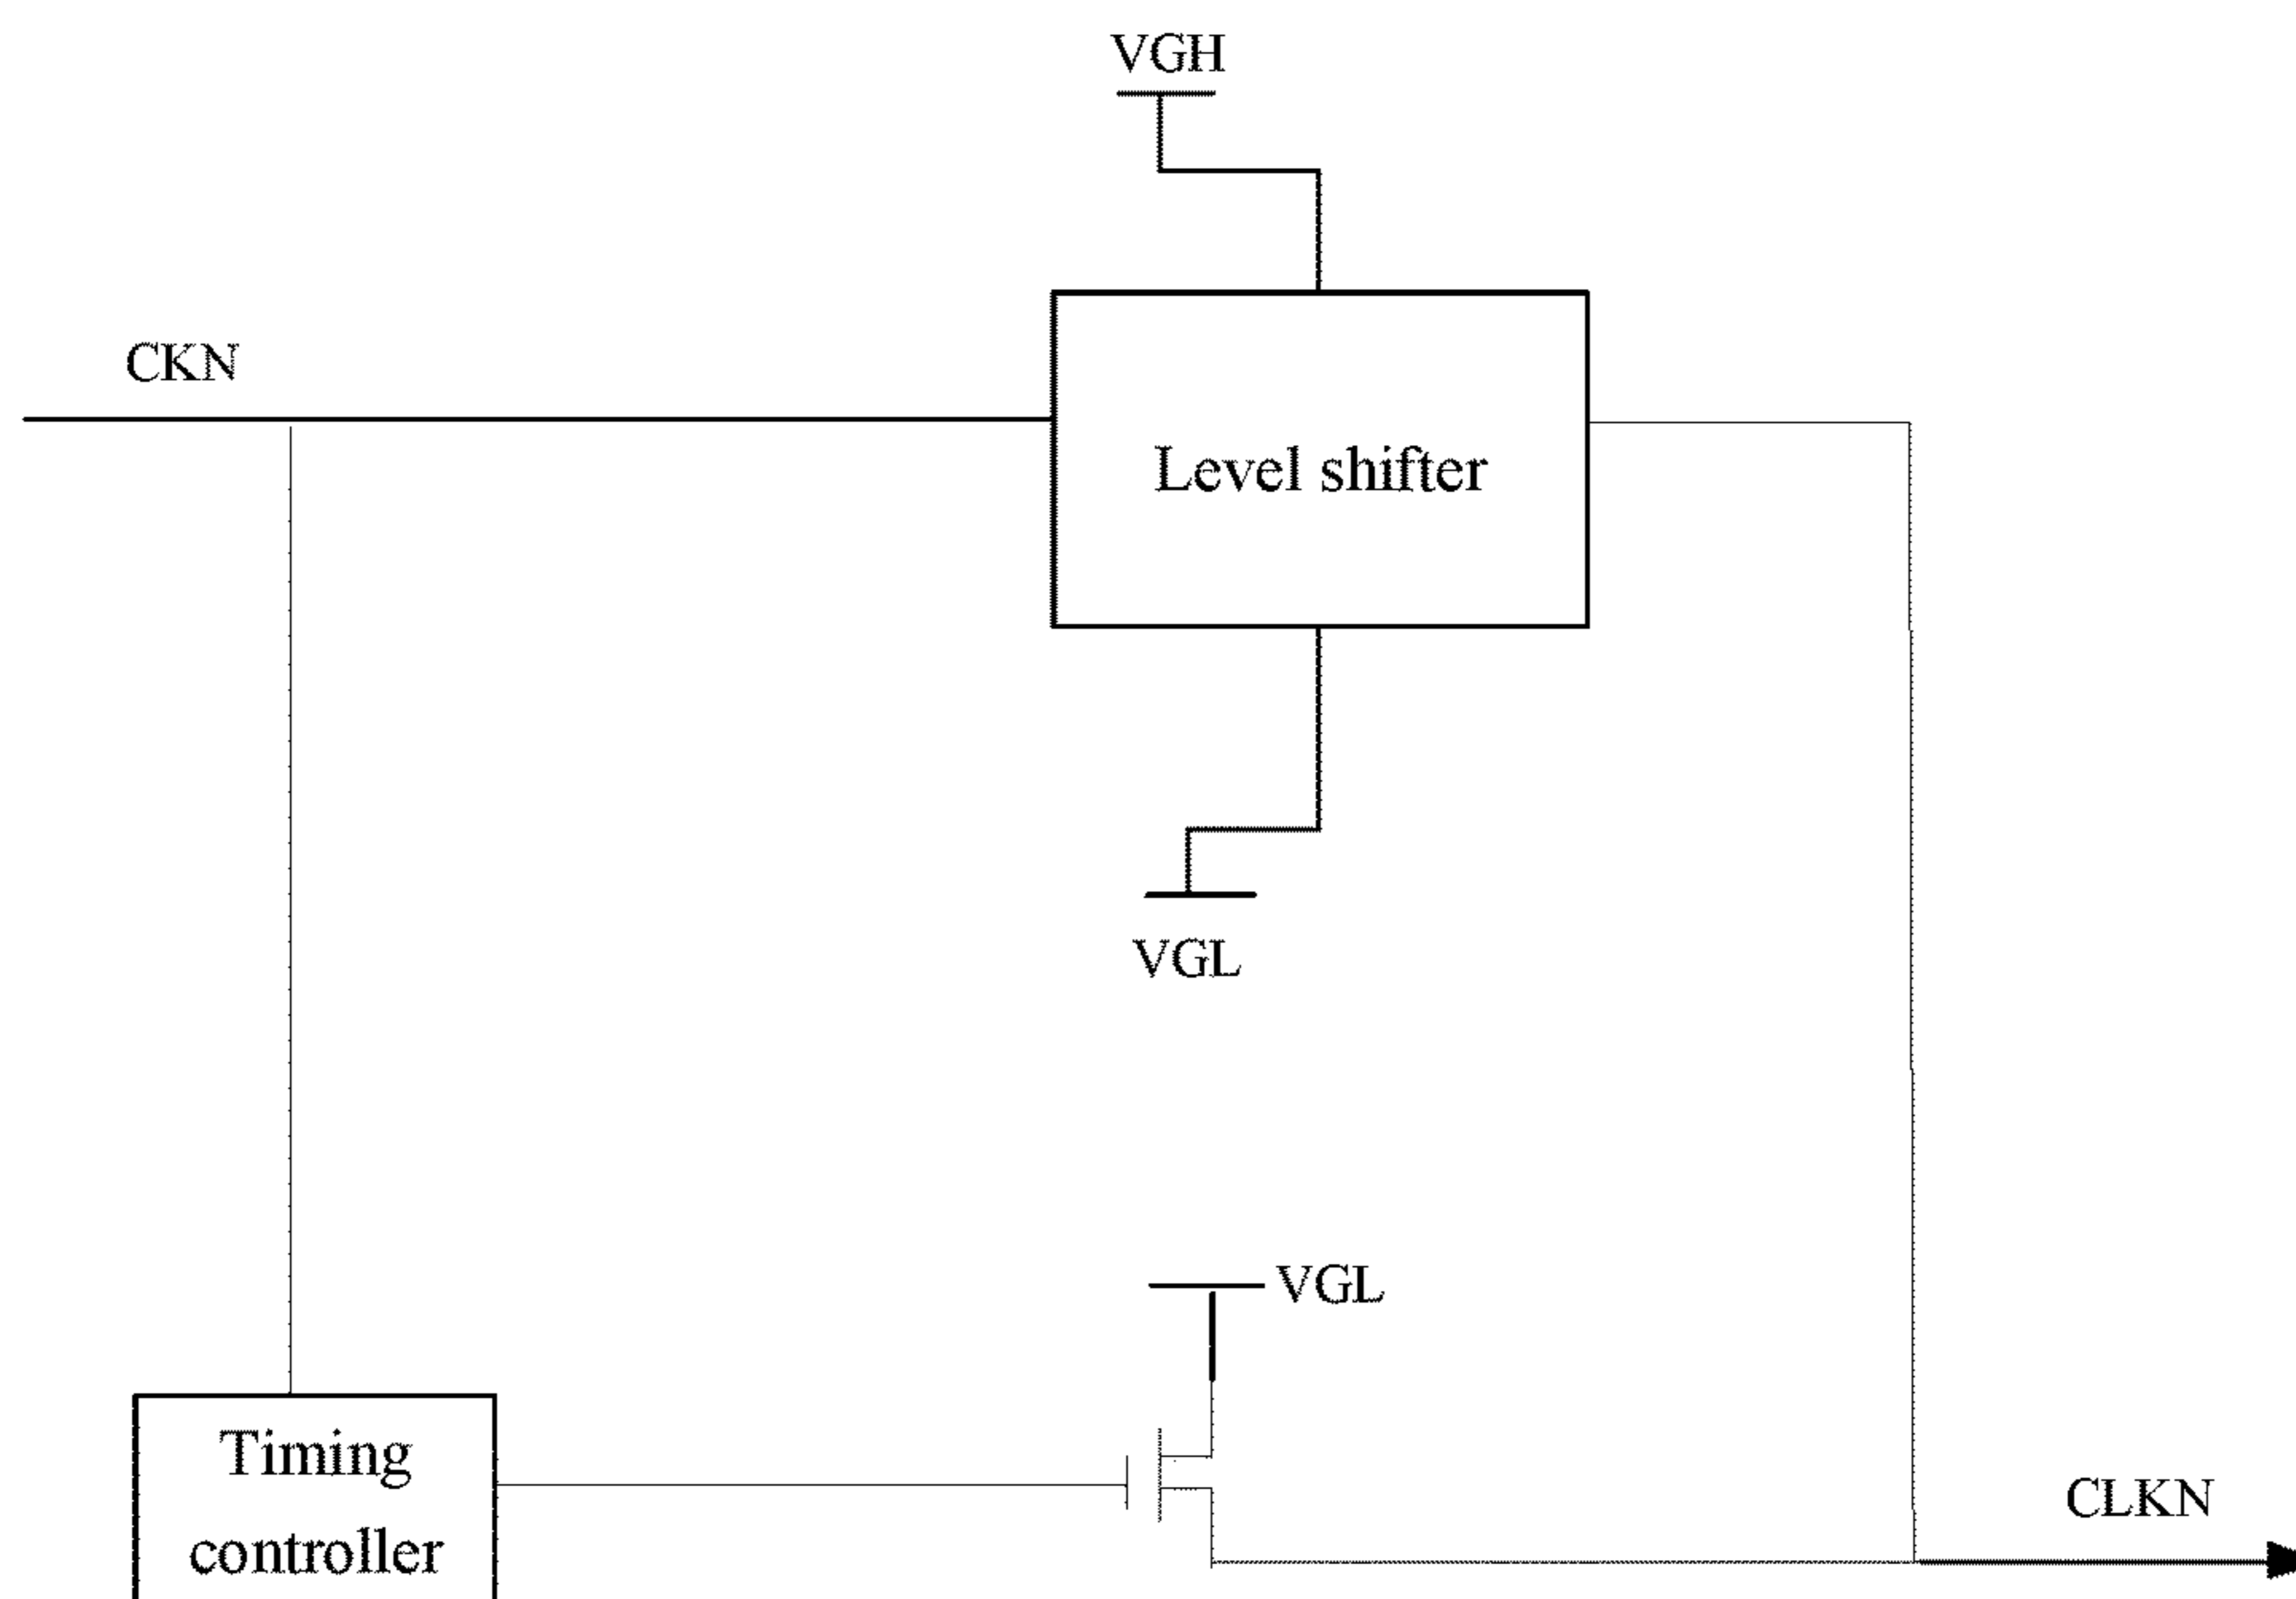 VGH
CKN
Level shifter
VGL
VGL
Timing
controller
CLKN